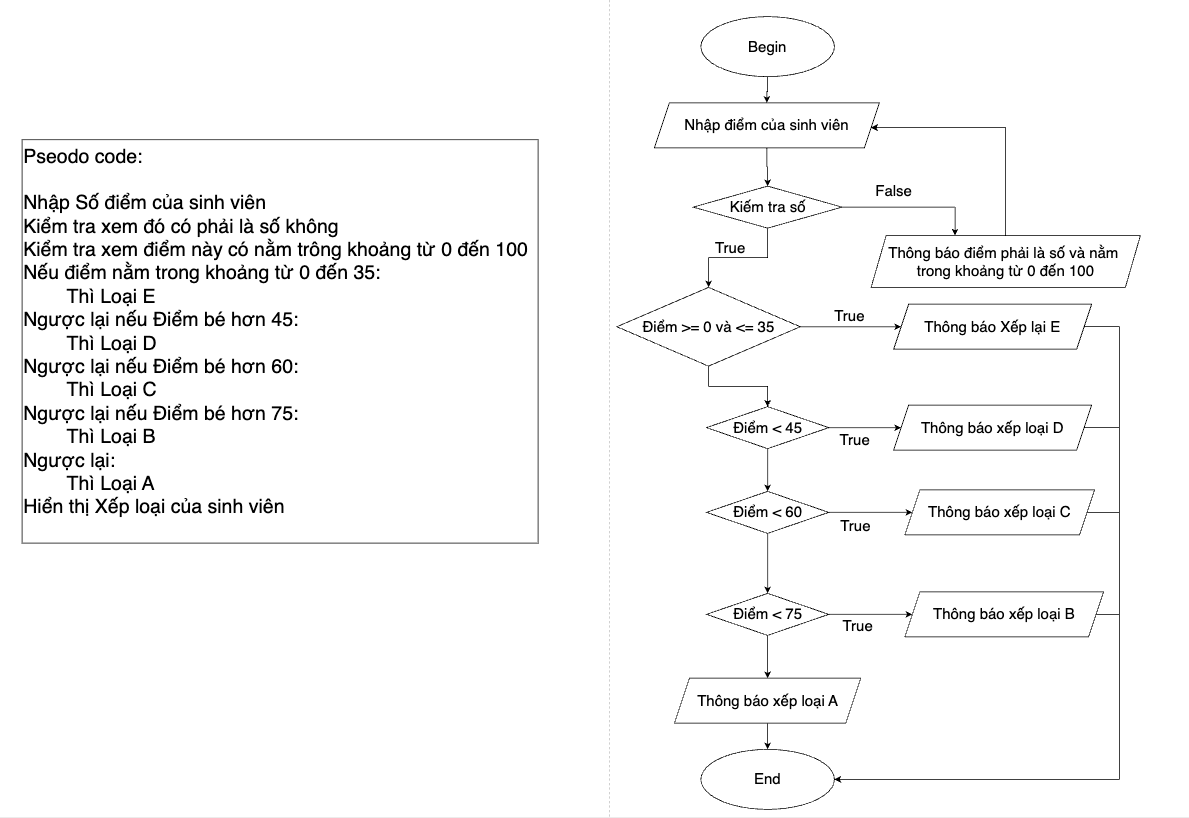 Pseodo code:
Nhập Số điểm của sinh viên
Kiểm tra xem đó có phải là số không
Kiểm tra xem điểm này có nằm trông khoảng từ 0 đến 100
Nếu điểm nằm trong khoảng từ 0 đến 35:
Thì Loại E
Ngược lại nếu Điểm bé hơn 45:
Thì Loại D
Ngược lại nếu Điểm bé hơn 60:
Thì Loại C
Ngược lại nếu Điểm bé hơn 75:
Thì Loại B
Ngược lại:
Thì Loại A
Hiển thị Xếp loại của sinh viên
Begin
Nhập điểm của sinh viên
Kiếm tra số
False
Thông báo điểm phải là số và nằm
trong khoảng từ 0 đến 100
True
Điểm >= 0 và <= 35
True
Thông báo Xếp lại E
Điểm < 45
True
Thông báo xếp loại D
Điểm < 60
True
Thông báo xếp loại C
Điểm < 75
True
Thông báo xếp loại B
Thông báo xếp loại A
End